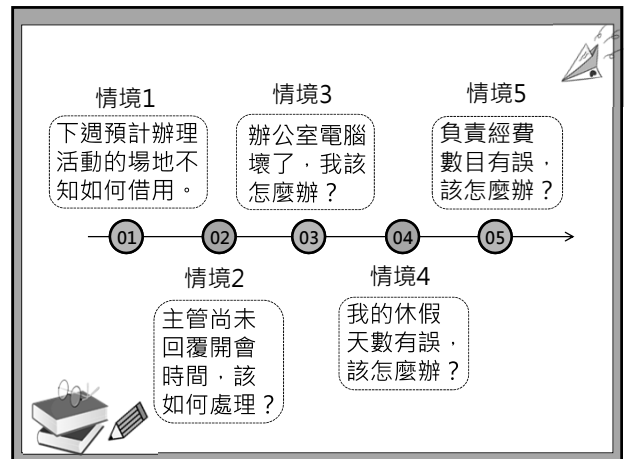 情境1
下週預計辦理
活動的場地不
知如何借用。
情境3
辦公室電腦
壞了，我該
怎麼辦？
情境5
負責經費
數目有誤，
該怎麼辦？
01
02
03
04
05
情境2
主管尚未
回覆開會
時間，該
如何處理？
情境4
我的休假
天數有誤，
該怎麼辦？